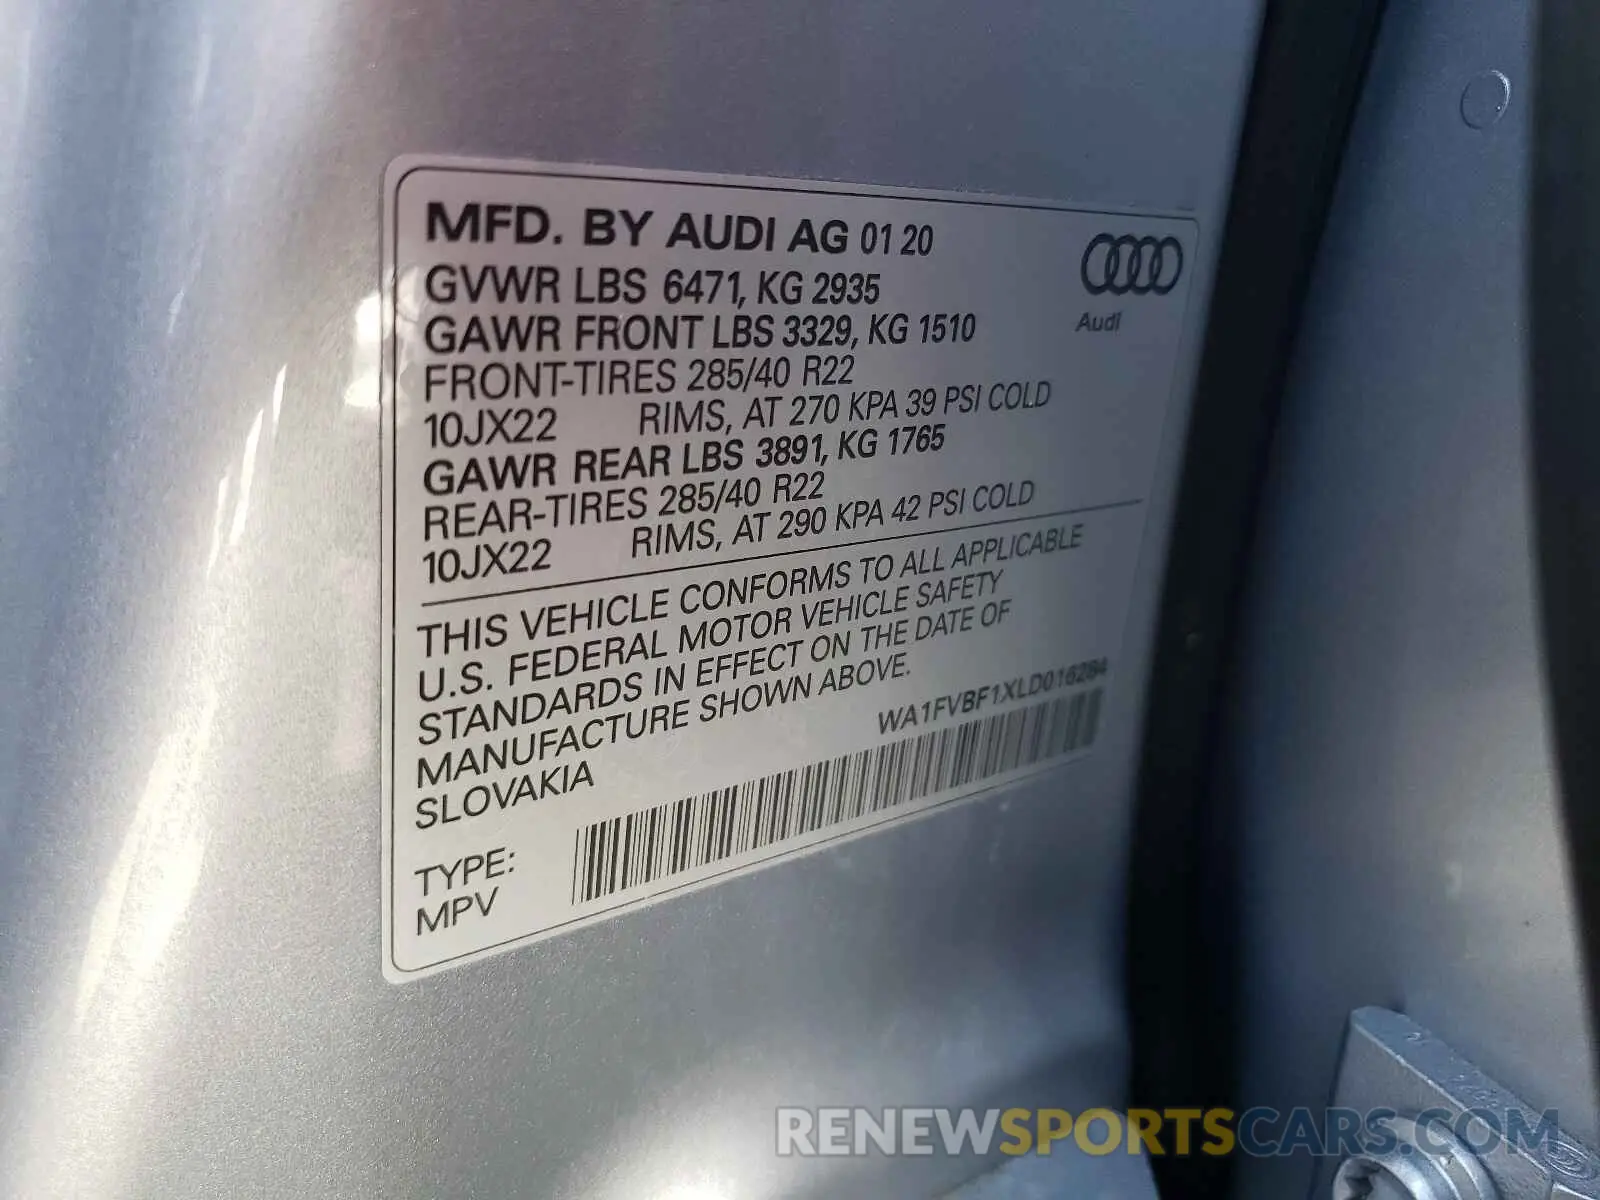 MFD. BY AUDI AG 01 20
GVWR LBS 6471, KG 2935
GAWR FRONT LBS 3329, KG 1510
FRONT-TIRES 285/40 R22
10JX22 RIMS, AT 270 KPA 39 PSI COLD
GAWR REAR LBS 3891, KG 1765
REAR-TIRES 285/40 R22
10JX22 RIMS, AT 290 KPA 42 PSI COLD
Audi
THIS VEHICLE CONFORMS TO ALL APPLICABLE
U.S. FEDERAL MOTOR VEHICLE SAFETY
STANDARDS IN EFFECT ON THE DATE OF
MANUFACTURE SHOWN ABOVE.
SLOVAKIA
WA1FVBF1XLD016284
TYPE:
MPV
RENEWSPORTSCARS.COM